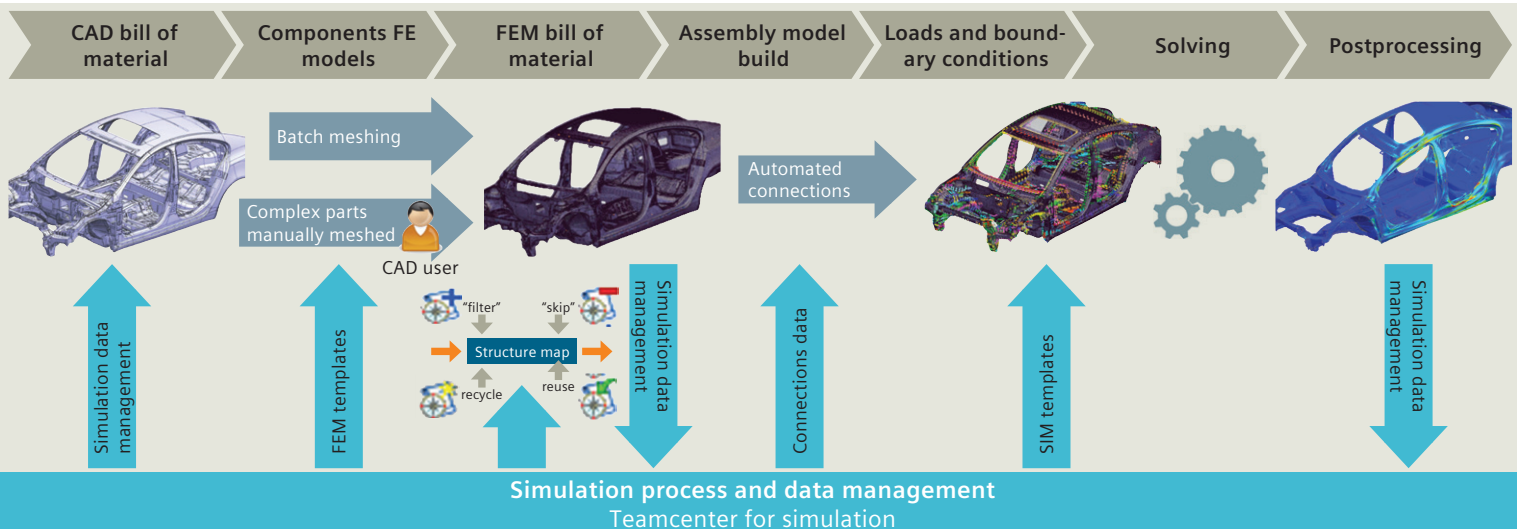 CAD bill of
material
Components FE
models
FEM bill of
material
Assembly model
build
Loads and bound-
ary conditions
Solving
Postprocessing
Batch meshing
Complex parts
manually meshed
CAD user
Automated
connections
Simulation data
management
FEM templates
"filter"
"skip"
Structure map
recycle
reuse
Simulation data
management
Connections data
SIM templates
Simulation data
management
Simulation process and data management
Teamcenter for simulation